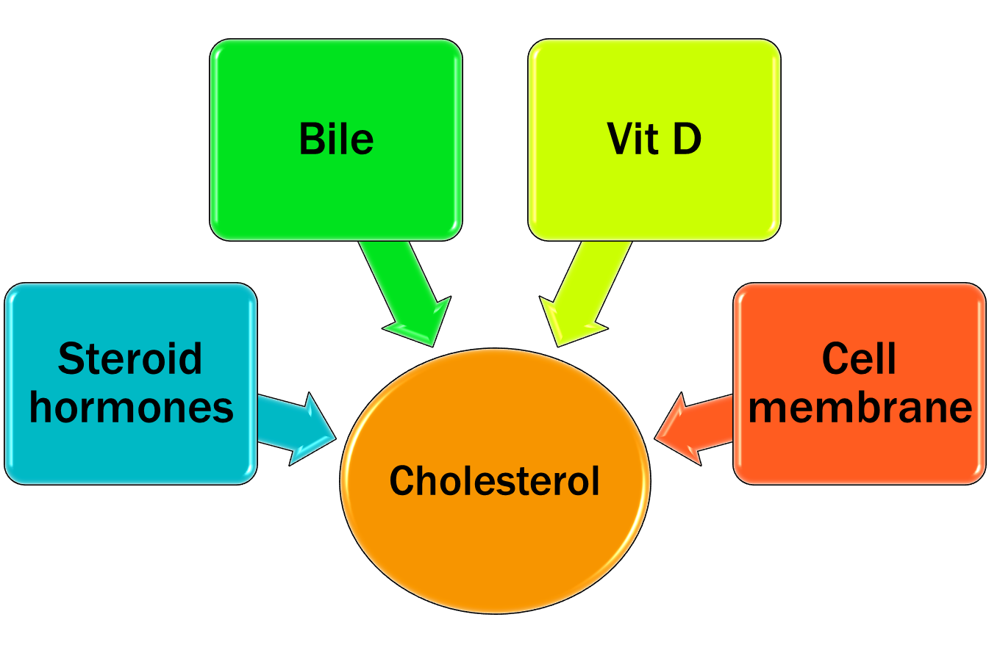 Bile
Vit D
Steroid
hormones
Cell
membrane
Cholesterol